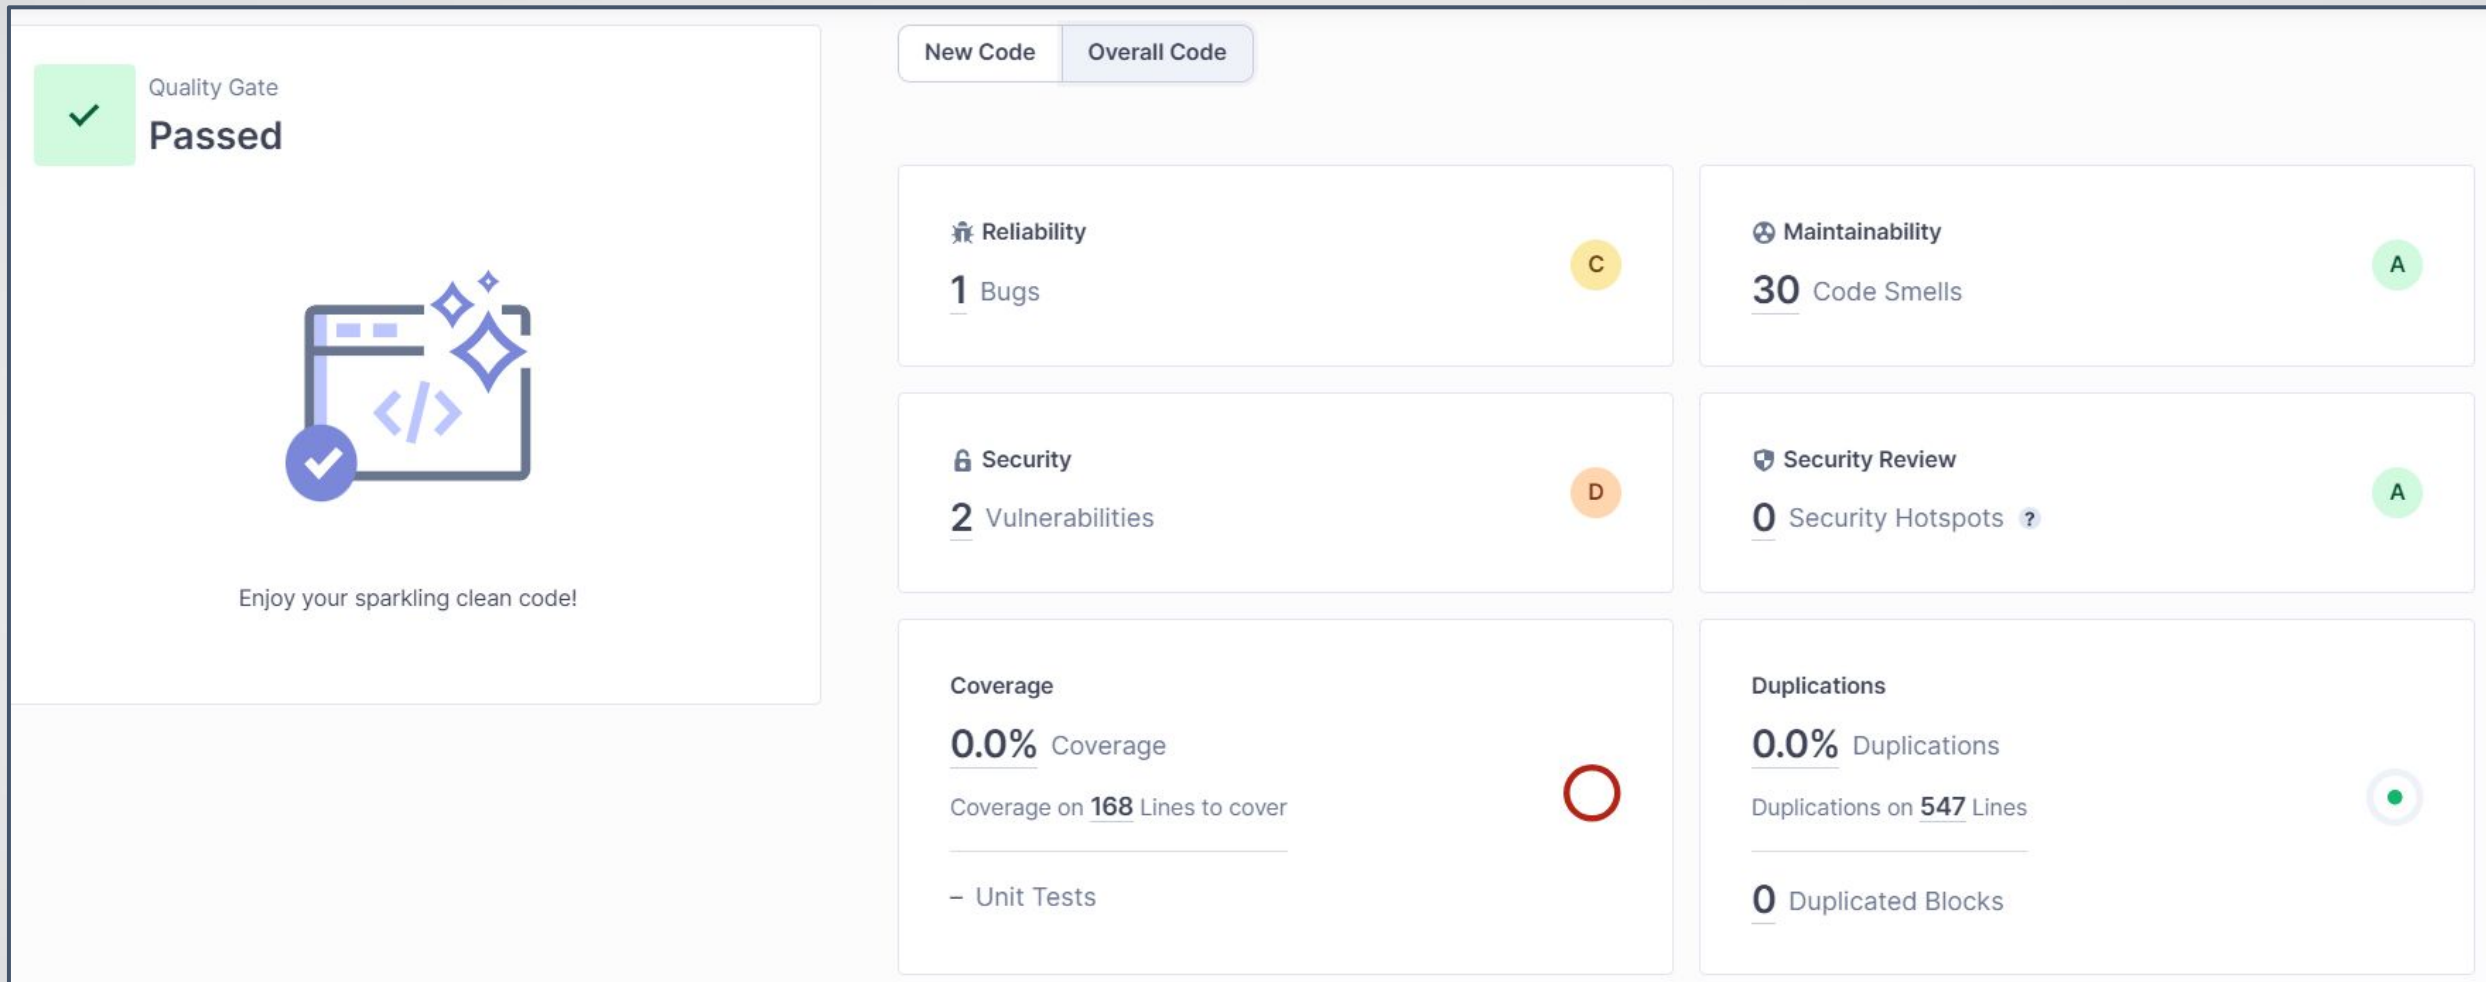 Quality Gate
Passed
Enjoy your sparkling clean code!
New Code Overall Code
Reliability
1 Bugs
C
Maintainability
30 Code Smells
A
Security
2 Vulnerabilities
D
Security Review
0 Security Hotspots ?
A
Coverage
0.0% Coverage
Coverage on 168 Lines to cover
– Unit Tests
Duplications
0.0% Duplications
Duplications on 547 Lines
0 Duplicated Blocks